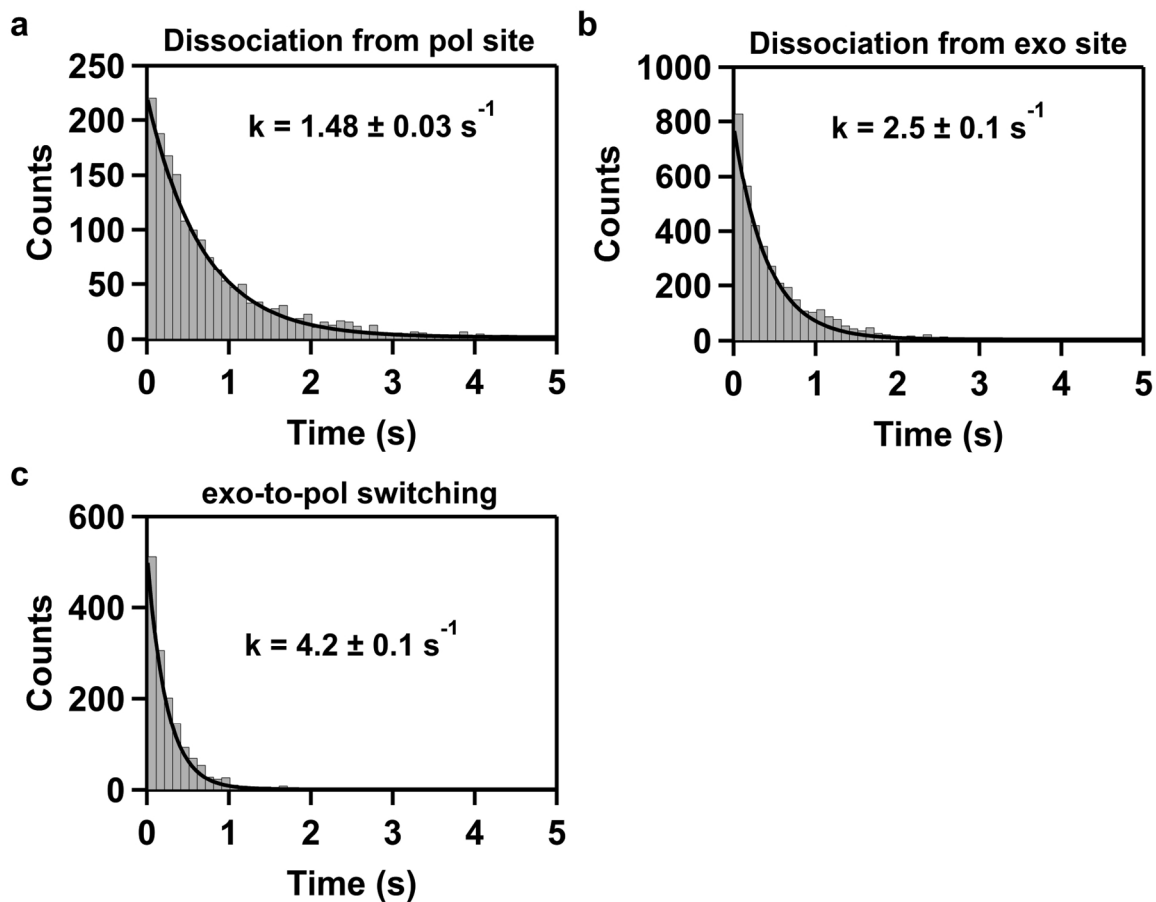 a
Dissociation from pol site
250
200
150
100
50
0
Counts
k = 1.48 ± 0.03 s⁻¹
0 1 2 3 4 5
Time (s)
b
Dissociation from exo site
1000
800
600
400
200
0
Counts
k = 2.5 ± 0.1 s⁻¹
0 1 2 3 4 5
Time (s)
c
exo-to-pol switching
600
400
200
0
Counts
k = 4.2 ± 0.1 s⁻¹
0 1 2 3 4 5
Time (s)